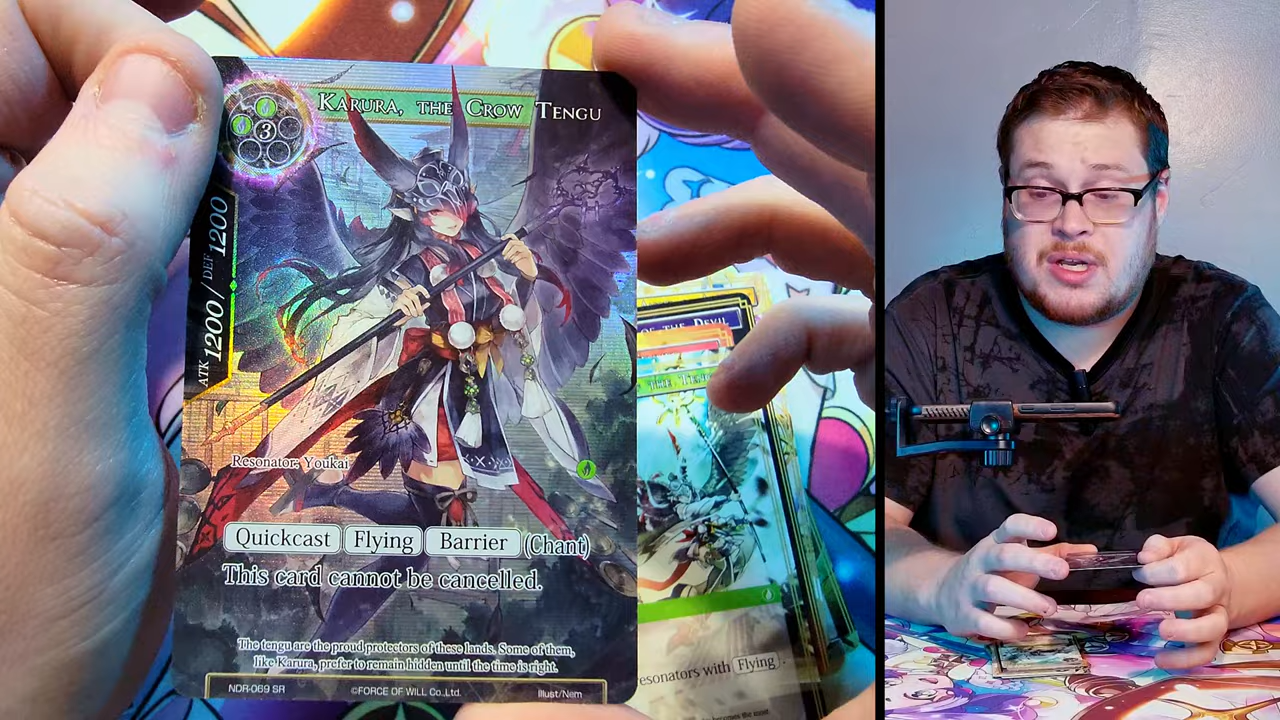 3
KARURA, THE CROW TENGU
ATK 1200 / DEF 1200
Resonator: Youkai
Quickcast Flying Barrier (Chant)
This card cannot be cancelled.
The tengu are the proud protectors of these lands. Some of them,
like Karura, prefer to remain hidden until the time is right.
NDR-069 SR ©FORCE OF WILL Co.,Ltd. Illust/Nem
OF THE DEVIL
THE
esonators with Flying.